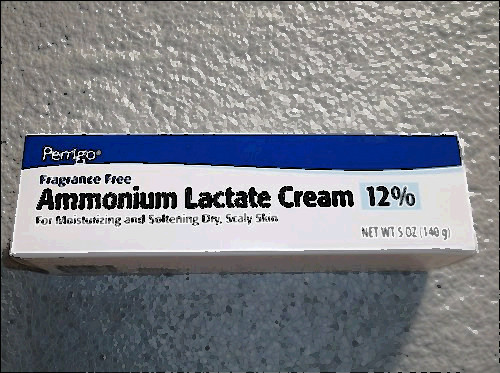 Perrigo®
Fragrance Free
Ammonium Lactate Cream 12%
For Moisturizing and Softening Dry, Scaly Skin
NET WT 5 OZ (140 g)